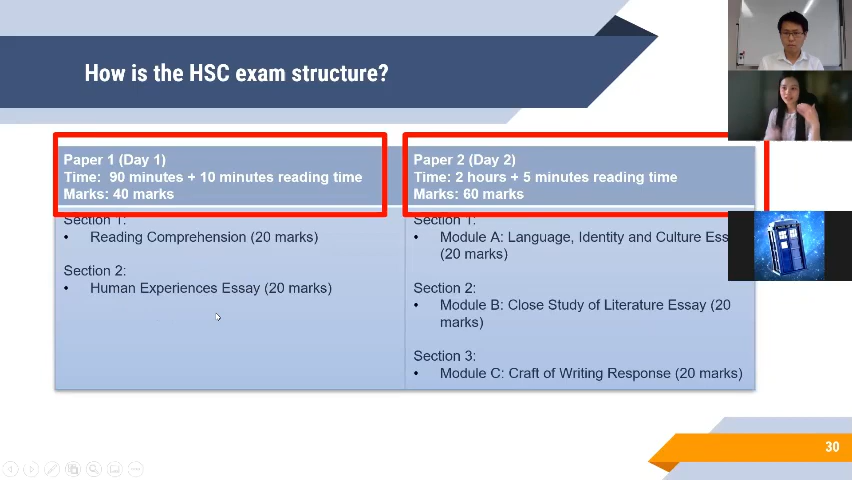 How is the HSC exam structure?
Paper 1 (Day 1)
Time: 90 minutes + 10 minutes reading time
Marks: 40 marks
Section 1:
• Reading Comprehension (20 marks)
Section 2:
• Human Experiences Essay (20 marks)
Paper 2 (Day 2)
Time: 2 hours + 5 minutes reading time
Marks: 60 marks
Section 1:
• Module A: Language, Identity and Culture
(20 marks)
Section 2:
• Module B: Close Study of Literature Essay (20
marks)
Section 3:
• Module C: Craft of Writing Response (20 marks)
30